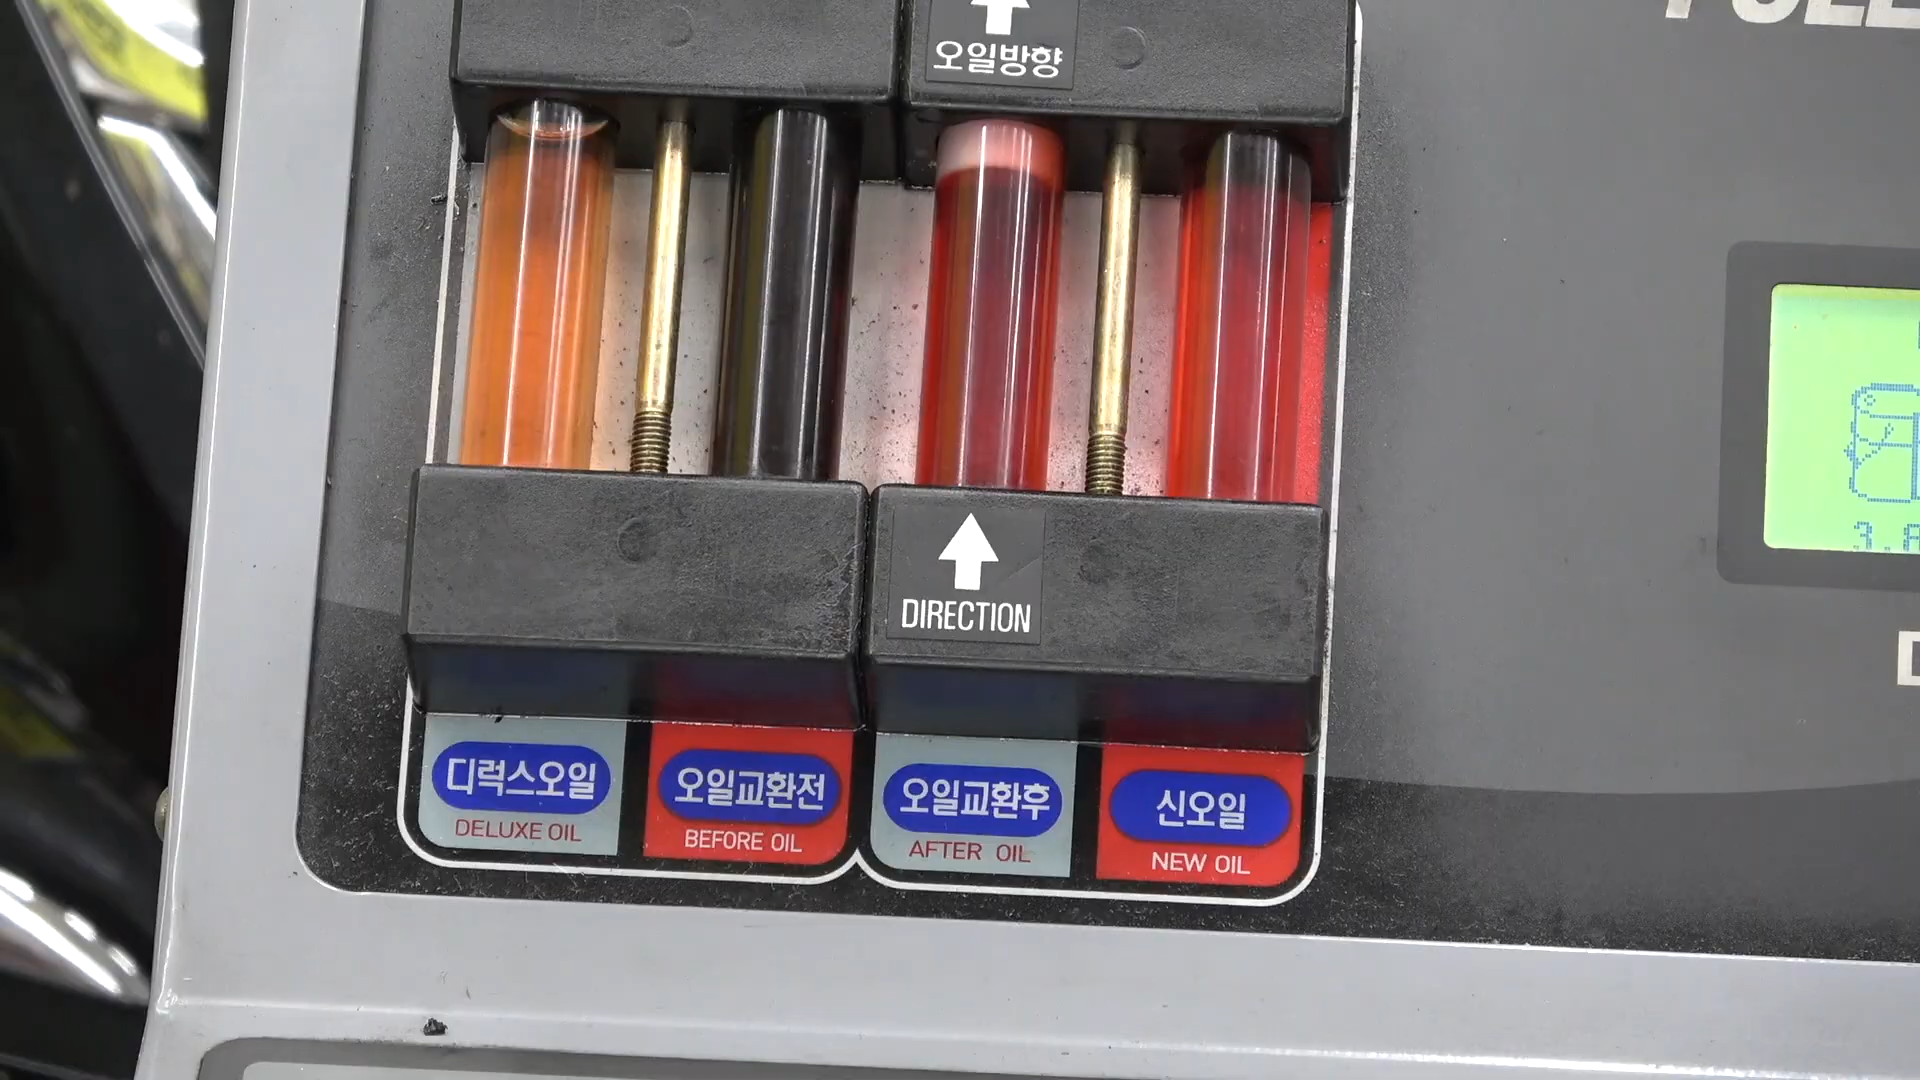 오일방향
DIRECTION
디럭스오일
DELUXE OIL
오일교환전
BEFORE OIL
오일교환후
AFTER OIL
신오일
NEW OIL